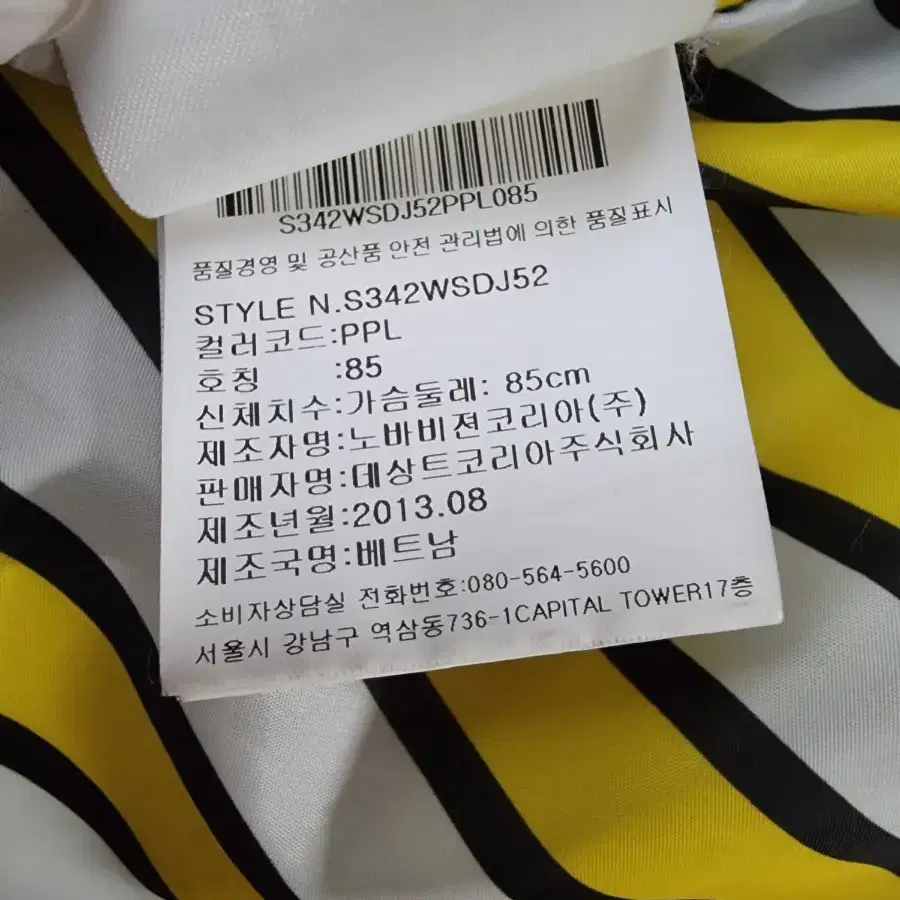 S342WSDJ52PPL085
품질경영 및 공산품 안전 관리법에 의한 품질표시
STYLE N.S342WSDJ52
컬러코드:PPL
호칭 :85
신체치수:가슴둘레: 85cm
제조자명:노바비젼코리아(주)
판매자명:데상트코리아주식회사
제조년월:2013.08
제조국명:베트남
소비자상담실 전화번호:080-564-5600
서울시 강남구 역삼동736-1CAPITAL TOWER17층